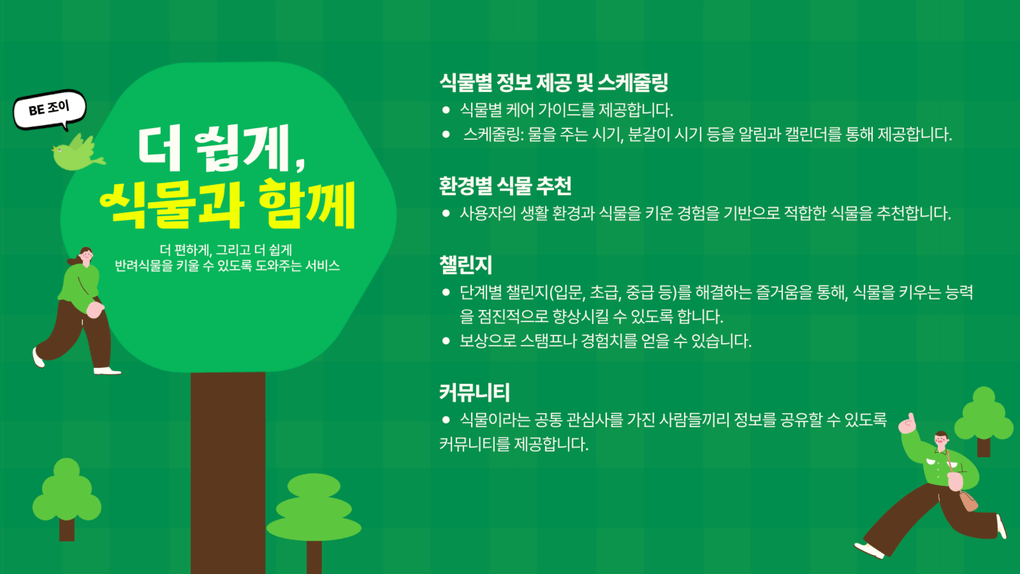 BE 조이
더 쉽게,
식물과 함께
더 편하게, 그리고 더 쉽게
반려식물을 키울 수 있도록 도와주는 서비스
식물별 정보 제공 및 스케줄링
• 식물별 케어 가이드를 제공합니다.
• 스케줄링: 물을 주는 시기, 분갈이 시기 등을 알림과 캘린더를 통해 제공합니다.
환경별 식물 추천
• 사용자의 생활 환경과 식물을 키운 경험을 기반으로 적합한 식물을 추천합니다.
챌린지
• 단계별 챌린지(입문, 초급, 중급 등)를 해결하는 즐거움을 통해, 식물을 키우는 능력
을 점진적으로 향상시킬 수 있도록 합니다.
• 보상으로 스탬프나 경험치를 얻을 수 있습니다.
커뮤니티
• 식물이라는 공통 관심사를 가진 사람들끼리 정보를 공유할 수 있도록
커뮤니티를 제공합니다.